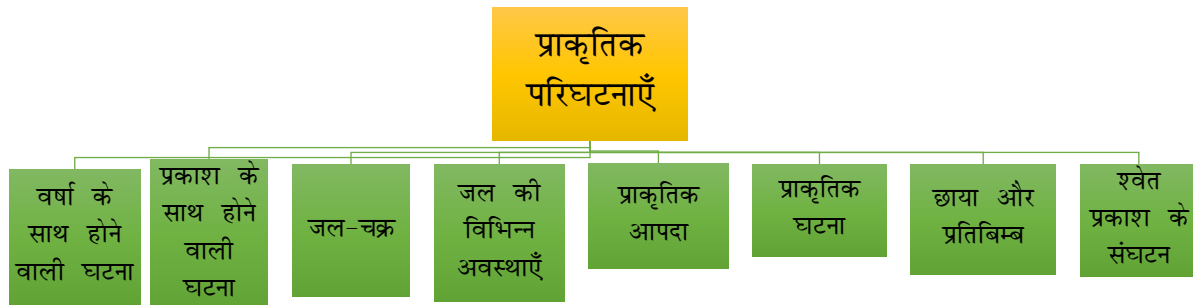 प्राकृतिक
परिघटनाएँ
वर्षा के
साथ होने
वाली घटना
प्रकाश के
साथ होने
वाली
घटना
जल-चक्र
जल की
विभिन्न
अवस्थाएँ
प्राकृतिक
आपदा
प्राकृतिक
घटना
छाया और
प्रतिबिम्ब
श्वेत
प्रकाश के
संघटन